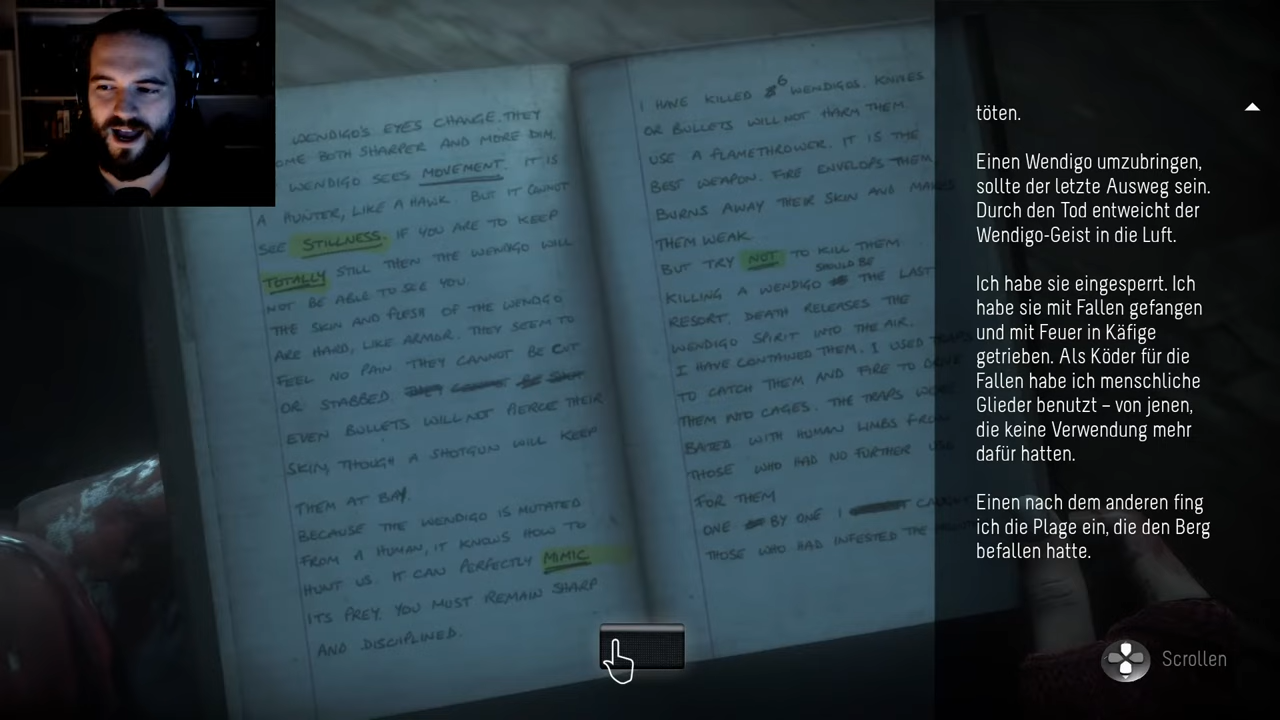 WENDIGO'S EYES CHANGE. THEY
OME BOTH SHARPER AND MORE DIM.
WENDIGO SEES MOVEMENT. IT IS
A HUNTER, LIKE A HAWK. BUT IT CANNOT
SEE STILLNESS. IF YOU ARE TO KEEP
TOTALLY STILL THEN THE WENDIGO WILL
NOT BE ABLE TO SEE YOU.
THE SKIN AND FLESH OF THE WENDIGO
ARE HARD, LIKE ARMOR. THEY SEEM TO
FEEL NO PAIN. THEY CANNOT BE CUT
OR STABBED.
EVEN BULLETS WILL NOT PIERCE THEIR
SKIN, THOUGH A SHOTGUN WILL KEEP
THEM AT BAY.
BECAUSE THE WENDIGO IS MUTATED
FROM A HUMAN, IT KNOWS HOW TO
HUNT US. IT CAN PERFECTLY MIMIC
ITS PREY. YOU MUST REMAIN SHARP
AND DISCIPLINED.
I HAVE KILLED 6 WENDIGOS. KNIVES
OR BULLETS WILL NOT HARM THEM.
USE A FLAMETHROWER. IT IS THE
BEST WEAPON. FIRE ENVELOPS THEM
BURNS AWAY THEIR SKIN AND MAKES
THEM WEAK.
BUT TRY NOT TO KILL THEM
KILLING A WENDIGO SHOULD BE THE LAST
RESORT. DEATH RELEASES THE
WENDIGO SPIRIT INTO THE AIR.
I HAVE CONTAINED THEM. I USED TRAPS
TO CATCH THEM AND FIRE TO DRIVE
THEM INTO CAGES. THE TRAPS WERE
BAITED WITH HUMAN LIMBS FROM
THOSE WHO HAD NO FURTHER USE
FOR THEM
ONE BY ONE I
THOSE WHO HAD INFESTED THE
töten.
Einen Wendigo umzubringen,
sollte der letzte Ausweg sein.
Durch den Tod entweicht der
Wendigo-Geist in die Luft.
Ich habe sie eingesperrt. Ich
habe sie mit Fallen gefangen
und mit Feuer in Käfige
getrieben. Als Köder für die
Fallen habe ich menschliche
Glieder benutzt – von jenen,
die keine Verwendung mehr
dafür hatten.
Einen nach dem anderen fing
ich die Plage ein, die den Berg
befallen hatte.
Scrollen